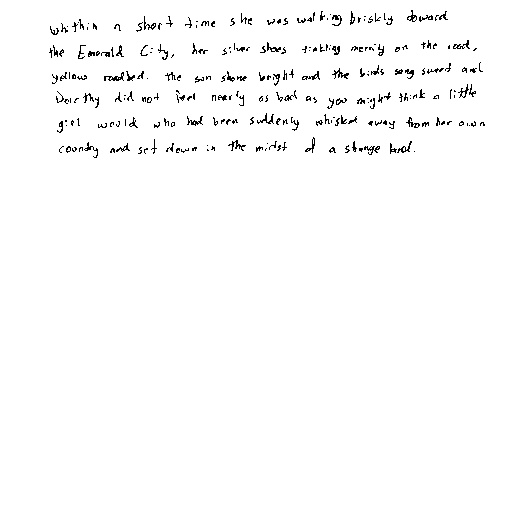 Whithin a short time she was walking briskly doward
the Emerald City, her silver shoes tinkling merrily on the road,
yellow roadbed. The sun shone bright and the birds song sweet and
Dorothy did not feel nearly as bad as you might think a little
girl would who had been suddenly whisked away from her own
country and set down in the midst of a strange land.